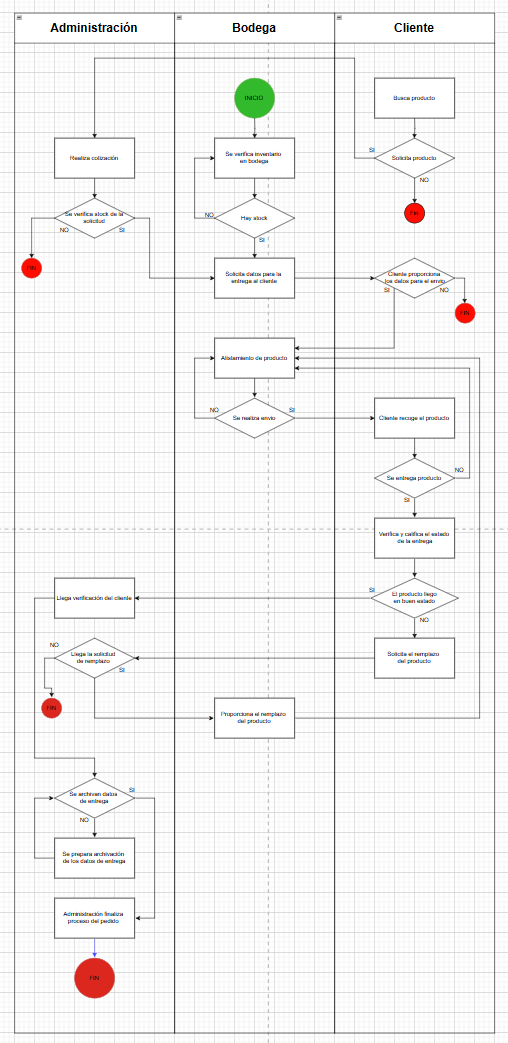 Administración
Bodega
Cliente
INICIO
Busca producto
Realiza cotización
Se verifica inventario
en bodega
SI
Solicita producto
NO
FIN
Se verifica stock de la
solicitud
NO
SI
FIN
NO
Hay stock
SI
Solicita datos para la
entrega al cliente
Cliente proporciona
los datos para el envio
SI
NO
FIN
Alistamiento de producto
NO
Se realiza envio
SI
Cliente recoge el producto
Se entrega producto
NO
SI
Verifica y califica el estado
de la entrega
Llega verificación del cliente
SI
El producto llego
en buen estado
NO
NO
Llega la solicitud
de remplazo
SI
FIN
Solicita el remplazo
del producto
Proporciona el remplazo
del producto
Se archivan datos
de entrega
SI
NO
Se prepara archivación
de los datos de entrega
Administración finaliza
proceso del pedido
FIN